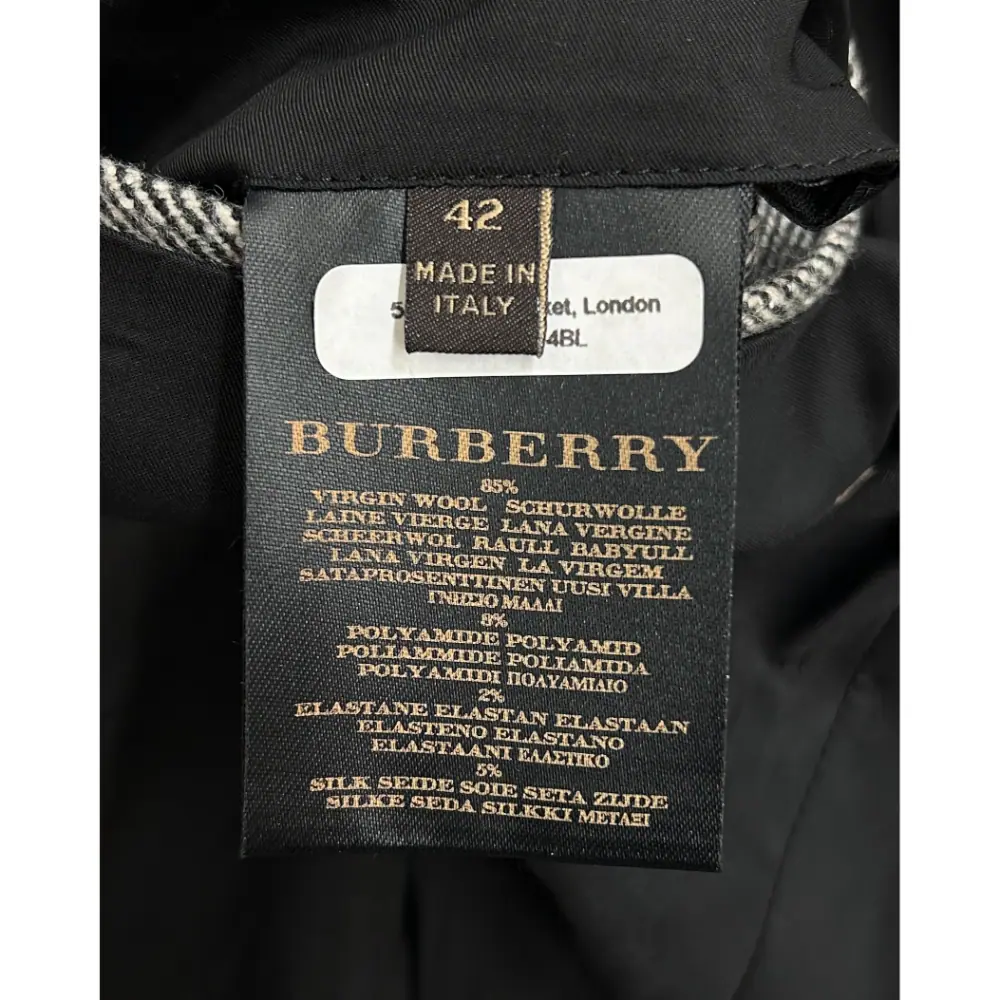 42
MADE IN
ITALY
ket, London
4BL
BURBERRY
85%
VIRGIN WOOL SCHURWOLLE
LAINE VIERGE LANA VERGINE
SCHEERWOL RAULL BABYULL
LANA VIRGEN LA VIRGEM
SATAPROSENTTINEN UUSI VILLA
ΓΝΗΣΙΟ ΜΑΛΛΙ
8%
POLYAMIDE POLYAMID
POLIAMMIDE POLIAMIDA
POLYAMIDI ΠΟΛΥΑΜΙΔΙΟ
2%
ELASTANE ELASTAN ELASTAAN
ELASTENO ELASTANO
ELASTAANI ΕΛΑΣΤΙΚΟ
5%
SILK SEIDE SOIE SETA ZIJDE
SILKE SEDA SILKKI ΜΕΤΑΞΙ